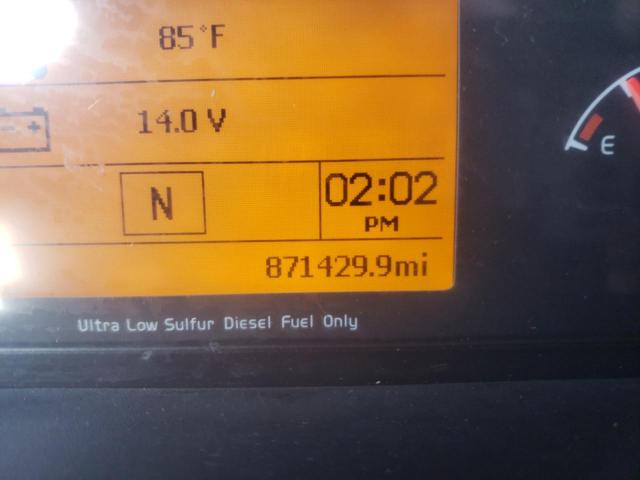 85°F
- + 14.0 V
N
02:02
PM
871429.9mi
Ultra Low Sulfur Diesel Fuel Only
E